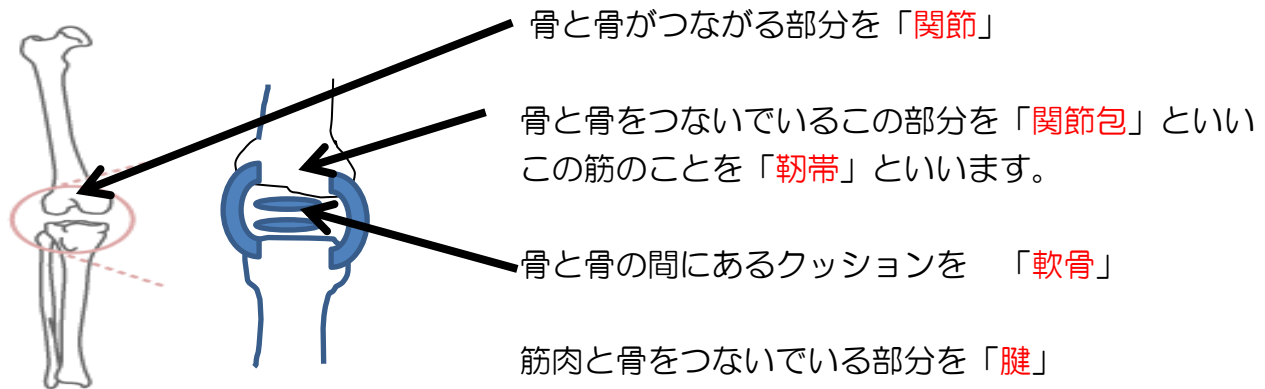 骨と骨がつながる部分を「関節」
骨と骨をつないでいるこの部分を「関節包」といい
この筋のことを「靭帯」といいます。
骨と骨の間にあるクッションを　「軟骨」
筋肉と骨をつないでいる部分を「腱」